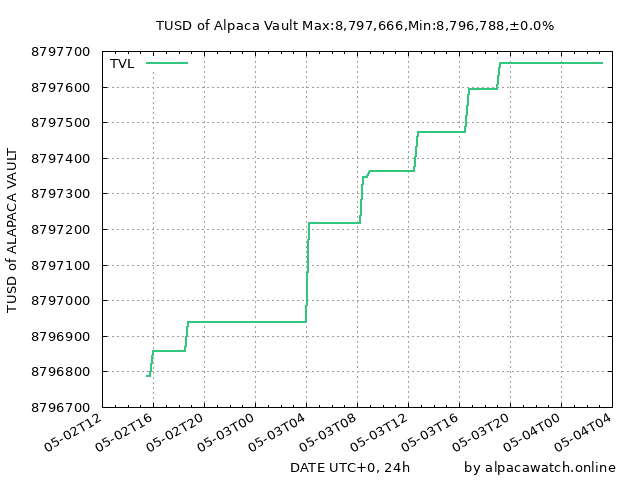 TUSD of Alpaca Vault Max:8,797,666,Min:8,796,788,±0.0%
8797700
TVL
8797600
8797500
8797400
8797300
8797200
8797100
8797000
8796900
8796800
8796700
TUSD of ALAPACA VAULT
05-02T12
05-02T16
05-02T20
05-03T00
05-03T04
05-03T08
05-03T12
05-03T16
05-03T20
05-04T00
05-04T04
DATE UTC+0, 24h
by alpacawatch.online